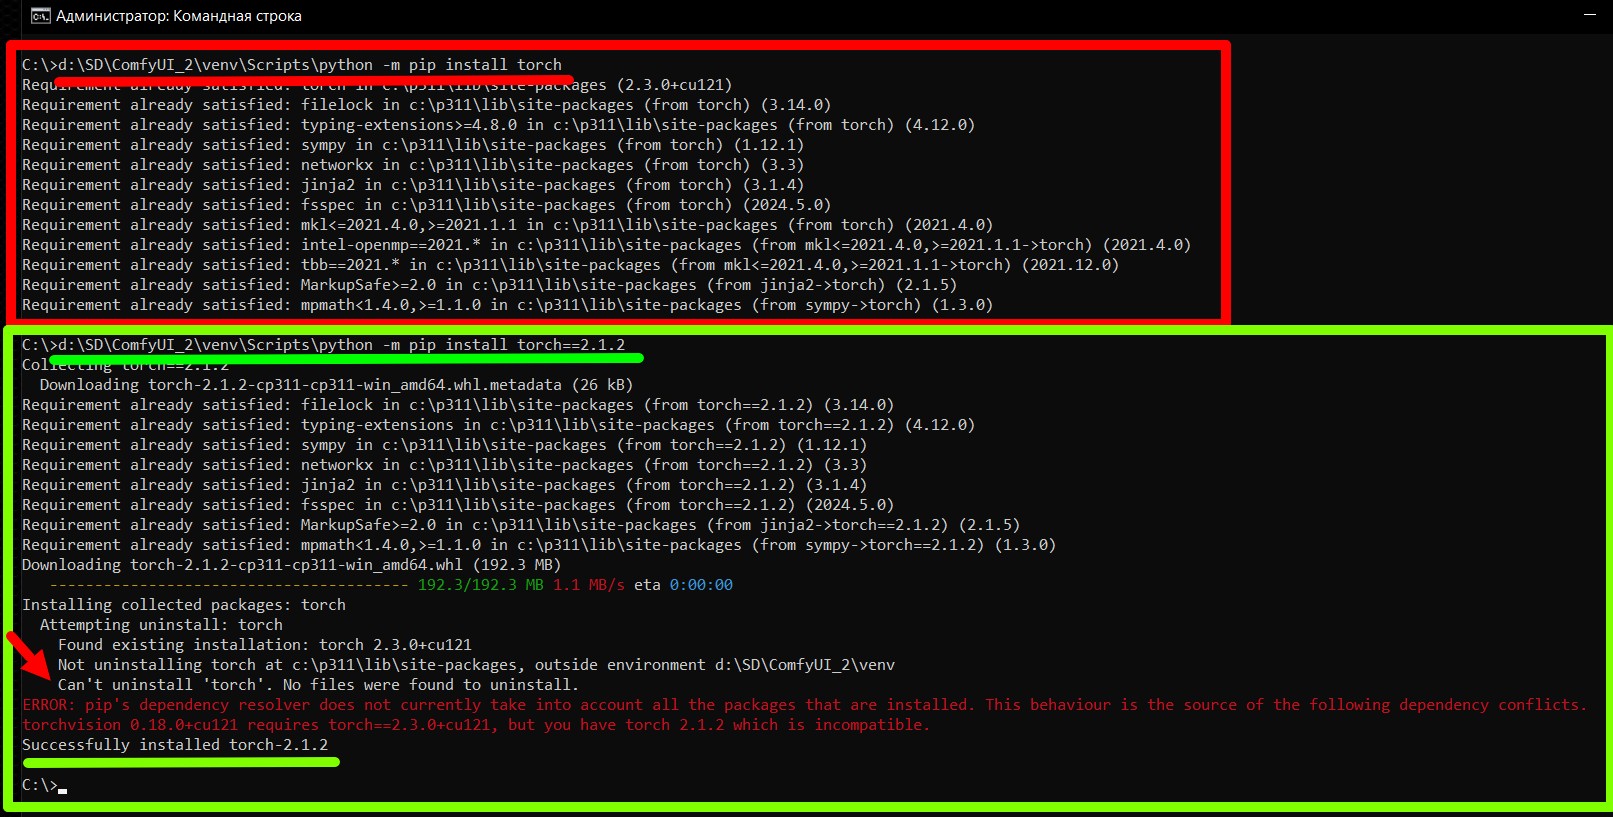 Администратор: Командная строка
C:\>d:\SD\ComfyUI_2\venv\Scripts\python -m pip install torch
Requirement already satisfied: torch in c:\p311\lib\site-packages (2.3.0+cu121)
Requirement already satisfied: filelock in c:\p311\lib\site-packages (from torch) (3.14.0)
Requirement already satisfied: typing-extensions>=4.8.0 in c:\p311\lib\site-packages (from torch) (4.12.0)
Requirement already satisfied: sympy in c:\p311\lib\site-packages (from torch) (1.12.1)
Requirement already satisfied: networkx in c:\p311\lib\site-packages (from torch) (3.3)
Requirement already satisfied: jinja2 in c:\p311\lib\site-packages (from torch) (3.1.4)
Requirement already satisfied: fsspec in c:\p311\lib\site-packages (from torch) (2024.5.0)
Requirement already satisfied: mkl<=2021.4.0,>=2021.1.1 in c:\p311\lib\site-packages (from torch) (2021.4.0)
Requirement already satisfied: intel-openmp==2021.* in c:\p311\lib\site-packages (from mkl<=2021.4.0,>=2021.1.1->torch) (2021.4.0)
Requirement already satisfied: tbb==2021.* in c:\p311\lib\site-packages (from mkl<=2021.4.0,>=2021.1.1->torch) (2021.12.0)
Requirement already satisfied: MarkupSafe>=2.0 in c:\p311\lib\site-packages (from jinja2->torch) (2.1.5)
Requirement already satisfied: mpmath<1.4.0,>=1.1.0 in c:\p311\lib\site-packages (from sympy->torch) (1.3.0)
C:\>d:\SD\ComfyUI_2\venv\Scripts\python -m pip install torch==2.1.2
Collecting torch==2.1.2
Downloading torch-2.1.2-cp311-cp311-win_amd64.whl.metadata (26 kB)
Requirement already satisfied: filelock in c:\p311\lib\site-packages (from torch==2.1.2) (3.14.0)
Requirement already satisfied: typing-extensions in c:\p311\lib\site-packages (from torch==2.1.2) (4.12.0)
Requirement already satisfied: sympy in c:\p311\lib\site-packages (from torch==2.1.2) (1.12.1)
Requirement already satisfied: networkx in c:\p311\lib\site-packages (from torch==2.1.2) (3.3)
Requirement already satisfied: jinja2 in c:\p311\lib\site-packages (from torch==2.1.2) (3.1.4)
Requirement already satisfied: fsspec in c:\p311\lib\site-packages (from torch==2.1.2) (2024.5.0)
Requirement already satisfied: MarkupSafe>=2.0 in c:\p311\lib\site-packages (from jinja2->torch==2.1.2) (2.1.5)
Requirement already satisfied: mpmath<1.4.0,>=1.1.0 in c:\p311\lib\site-packages (from sympy->torch==2.1.2) (1.3.0)
Downloading torch-2.1.2-cp311-cp311-win_amd64.whl (192.3 MB)
---------------------------------------- 192.3/192.3 MB 1.1 MB/s eta 0:00:00
Installing collected packages: torch
Attempting uninstall: torch
Found existing installation: torch 2.3.0+cu121
Not uninstalling torch at c:\p311\lib\site-packages, outside environment d:\SD\ComfyUI_2\venv
Can't uninstall 'torch'. No files were found to uninstall.
ERROR: pip's dependency resolver does not currently take into account all the packages that are installed. This behaviour is the source of the following dependency conflicts.
torchvision 0.18.0+cu121 requires torch==2.3.0+cu121, but you have torch 2.1.2 which is incompatible.
Successfully installed torch-2.1.2
C:\>